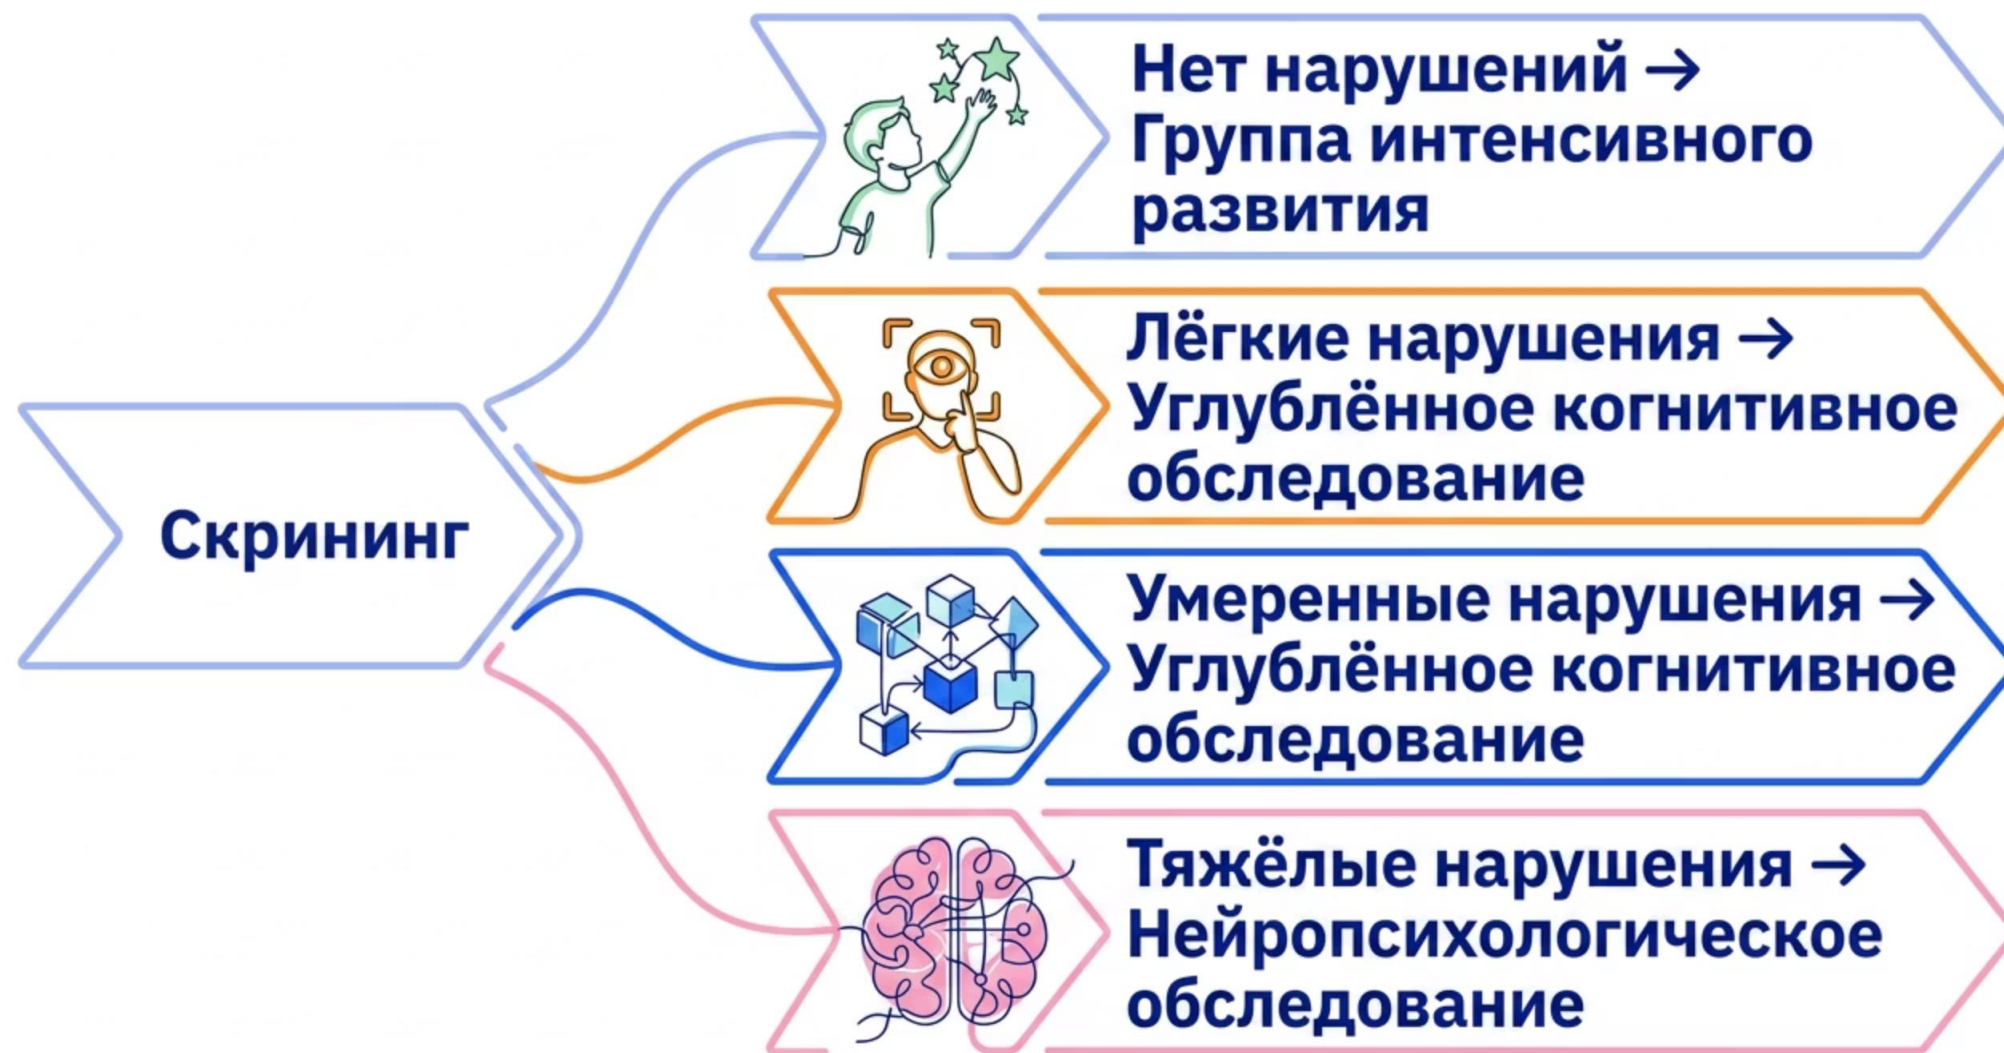 Скрининг
Нет нарушений →
Группа интенсивного
развития
Лёгкие нарушения →
Углублённое когнитивное
обследование
Умеренные нарушения →
Углублённое когнитивное
обследование
Тяжёлые нарушения →
Нейропсихологическое
обследование